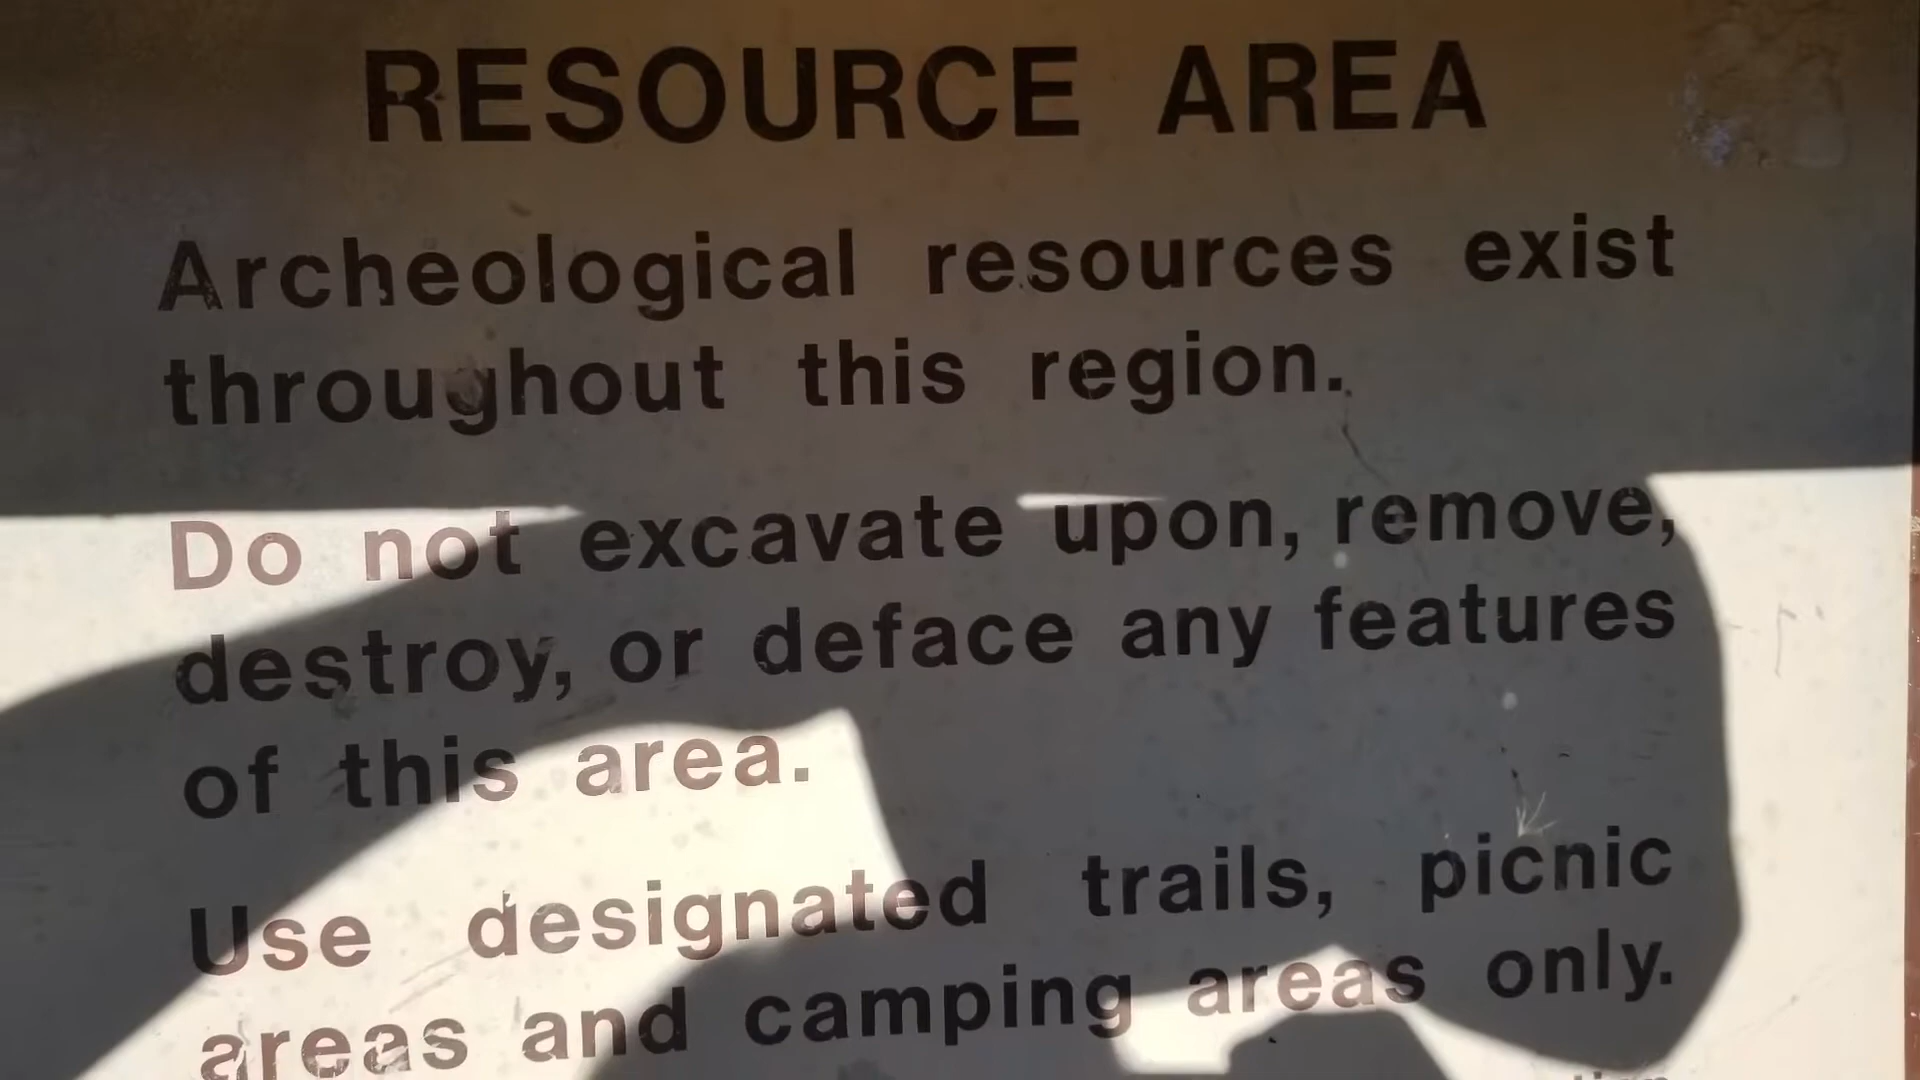 RESOURCE AREA
Archeological resources exist
throughout this region.
Do not excavate upon, remove,
destroy, or deface any features
of this area.
Use designated trails, picnic
areas and camping areas only.